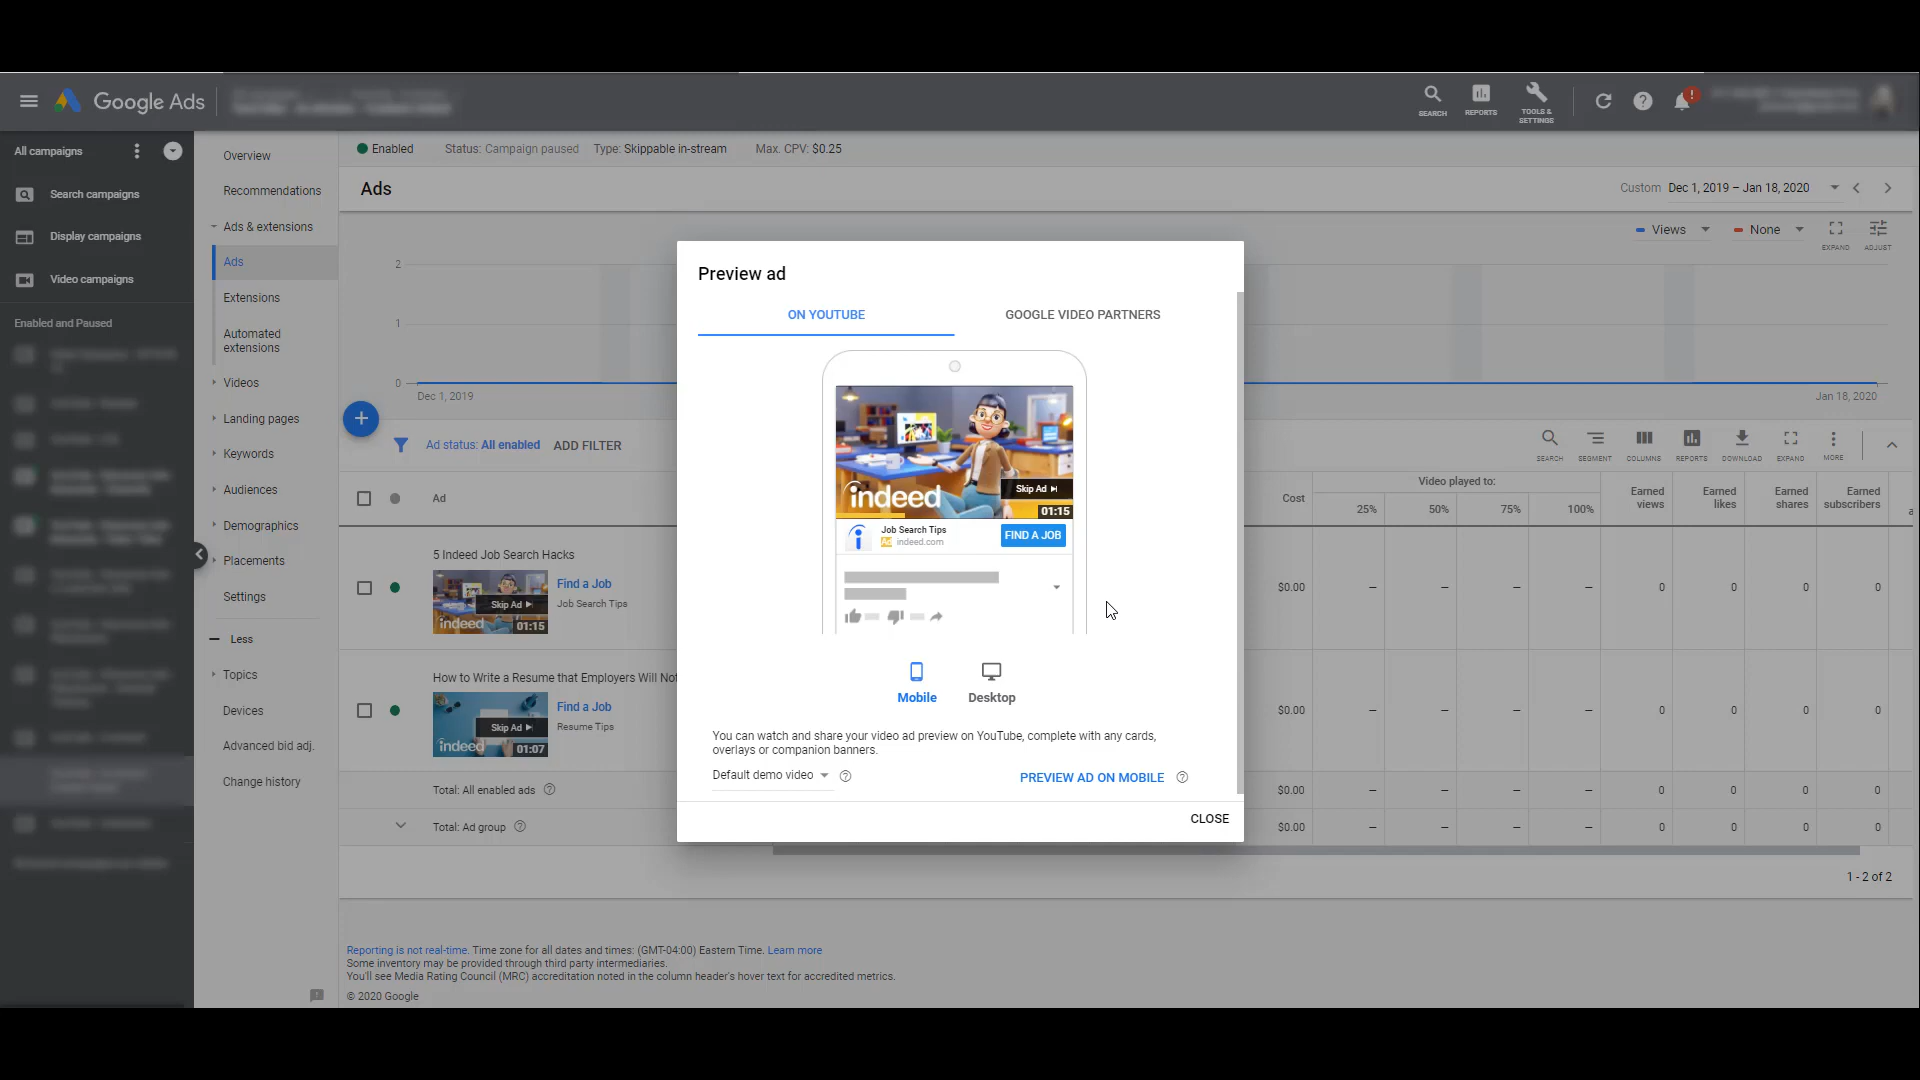 Google Ads
SEARCH
REPORTS
TOOLS &
SETTINGS
!
All campaigns
Search campaigns
Display campaigns
Video campaigns
Enabled and Paused
Overview
Recommendations
Ads & extensions
Ads
Extensions
Automated
extensions
Videos
Landing pages
Keywords
Audiences
Demographics
Placements
Settings
Less
Topics
Devices
Advanced bid adj.
Change history
Enabled Status: Campaign paused Type: Skippable in-stream Max. CPV: $0.25
Ads
Custom Dec 1, 2019 – Jan 18, 2020
Views None
EXPAND ADJUST
2
1
0
Dec 1, 2019
Jan 18, 2020
Ad status: All enabled ADD FILTER
SEARCH SEGMENT COLUMNS REPORTS DOWNLOAD EXPAND MORE
Ad
Cost
Video played to:
25% 50% 75% 100%
Earned
views
Earned
likes
Earned
shares
Earned
subscribers
a
5 Indeed Job Search Hacks
Skip Ad
indeed
01:15
Find a Job
Job Search Tips
$0.00 – – – – 0 0 0 0
How to Write a Resume that Employers Will Not
Skip Ad
indeed
01:07
Find a Job
Resume Tips
$0.00 – – – – 0 0 0 0
Total: All enabled ads
$0.00 – – – – 0 0 0 0
Total: Ad group
$0.00 – – – – 0 0 0 0
1 - 2 of 2
Preview ad
ON YOUTUBE
GOOGLE VIDEO PARTNERS
Skip Ad
indeed
01:15
Job Search Tips
Ad indeed.com
FIND A JOB
Mobile
Desktop
You can watch and share your video ad preview on YouTube, complete with any cards,
overlays or companion banners.
Default demo video
PREVIEW AD ON MOBILE
CLOSE
Reporting is not real-time. Time zone for all dates and times: (GMT-04:00) Eastern Time. Learn more
Some inventory may be provided through third party intermediaries.
You'll see Media Rating Council (MRC) accreditation noted in the column header's hover text for accredited metrics.
© 2020 Google